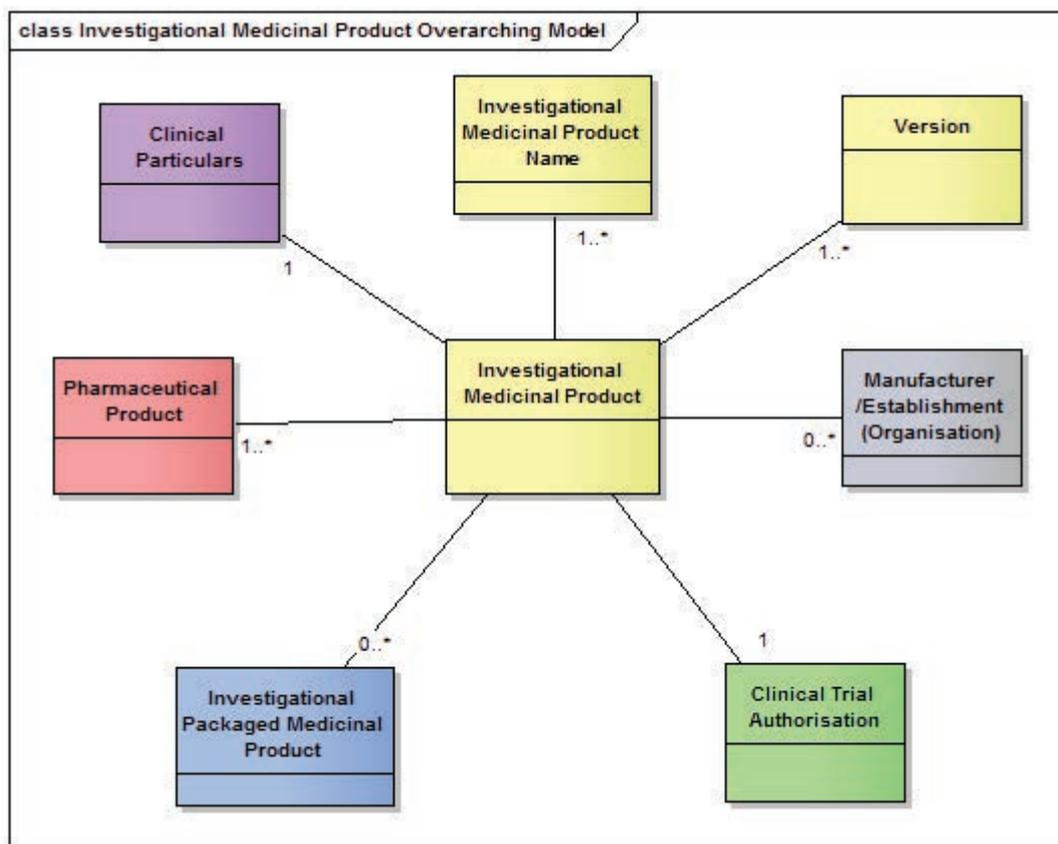 class Investigational Medicinal Product Overarching Model
Clinical
Particulars
Investigational
Medicinal Product
Name
Version
1
1..*
1..*
Pharmaceutical
Product
Investigational
Medicinal Product
Manufacturer
/Establishment
(Organisation)
1..*
0..*
0..*
1
Investigational
Packaged Medicinal
Product
Clinical Trial
Authorisation